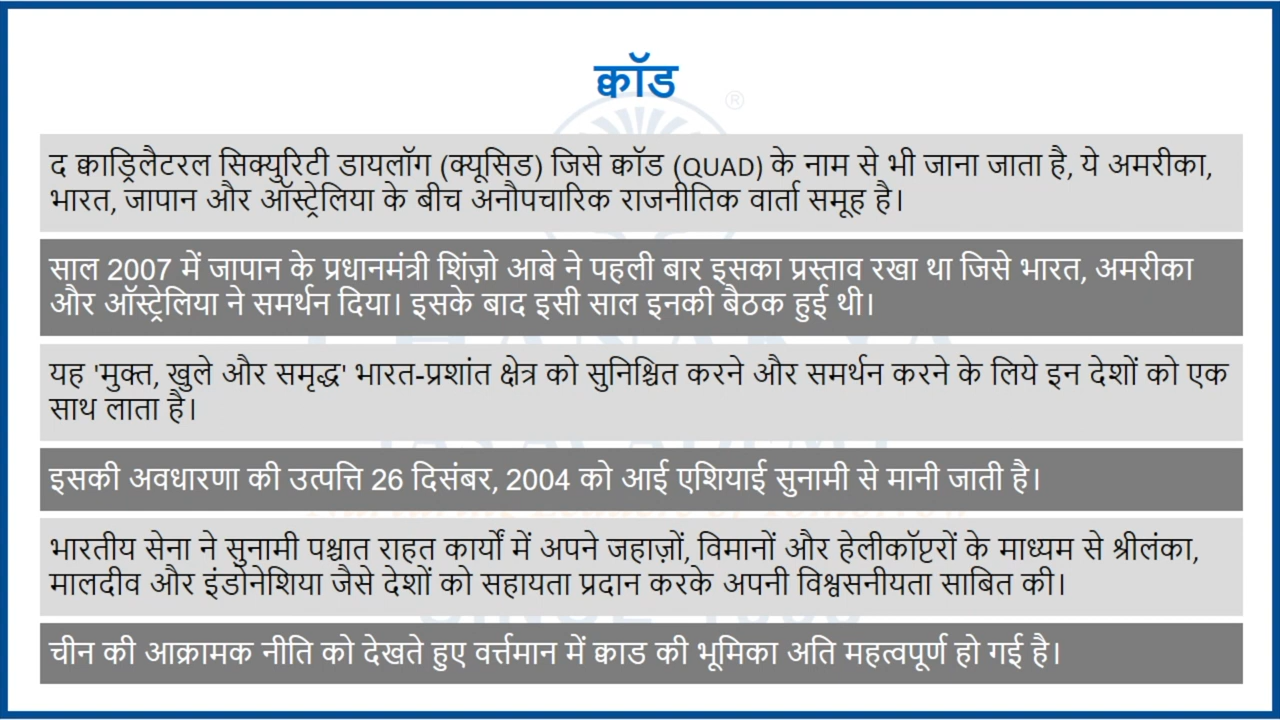 क्वॉड
द क्वाड्रिलैटरल सिक्युरिटी डायलॉग (क्यूसिड) जिसे क्वॉड (QUAD) के नाम से भी जाना जाता है, ये अमरीका,
भारत, जापान और ऑस्ट्रेलिया के बीच अनौपचारिक राजनीतिक वार्ता समूह है।
साल 2007 में जापान के प्रधानमंत्री शिंज़ो आबे ने पहली बार इसका प्रस्ताव रखा था जिसे भारत, अमरीका
और ऑस्ट्रेलिया ने समर्थन दिया। इसके बाद इसी साल इनकी बैठक हुई थी।
यह 'मुक्त, खुले और समृद्ध' भारत-प्रशांत क्षेत्र को सुनिश्चित करने और समर्थन करने के लिये इन देशों को एक
साथ लाता है।
इसकी अवधारणा की उत्पत्ति 26 दिसंबर, 2004 को आई एशियाई सुनामी से मानी जाती है।
भारतीय सेना ने सुनामी पश्चात राहत कार्यों में अपने जहाज़ों, विमानों और हेलीकॉप्टरों के माध्यम से श्रीलंका,
मालदीव और इंडोनेशिया जैसे देशों को सहायता प्रदान करके अपनी विश्वसनीयता साबित की।
चीन की आक्रामक नीति को देखते हुए वर्त्तमान में क्वाड की भूमिका अति महत्वपूर्ण हो गई है।